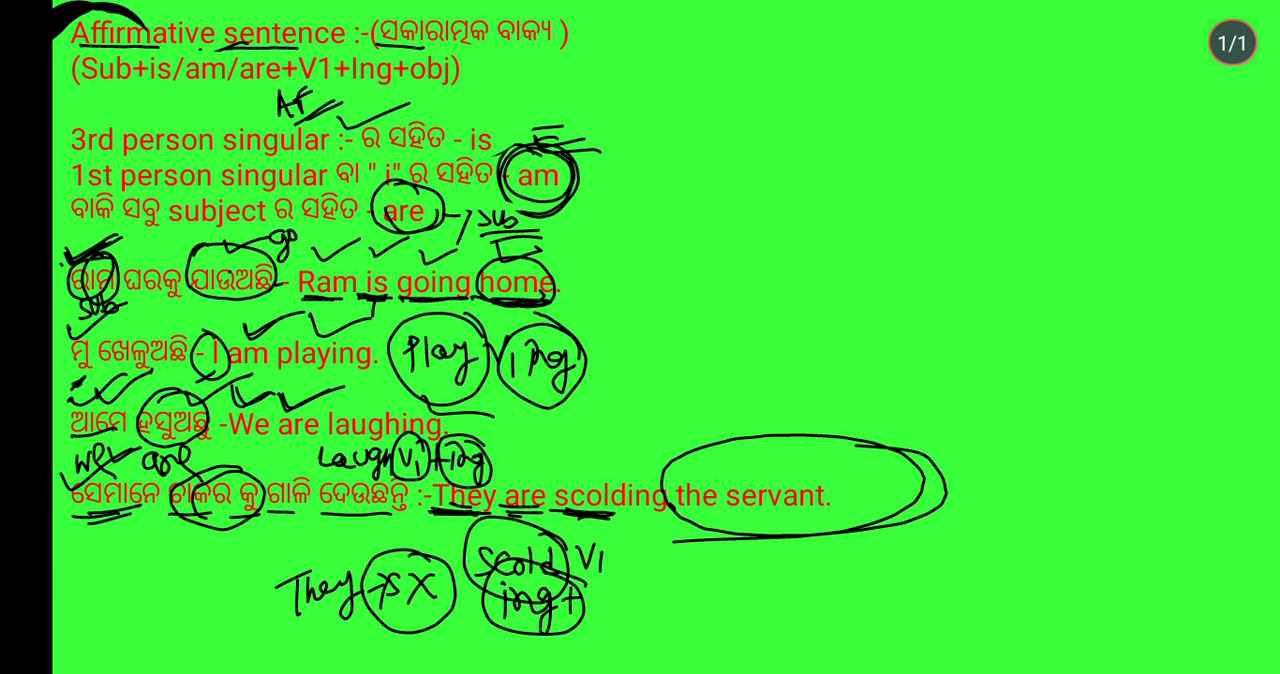 Affirmative sentence :-(ସକାରାତ୍ମକ ବାକ୍ୟ )
1/1
(Sub+is/am/are+V1+Ing+obj)
Af
3rd person singular :- ର ସହିତ - is
1st person singular ବା " i" ର ସହିତ - am
ବାକି ସବୁ subject ର ସହିତ - are
sub
go
ରାମ ଘରକୁ ଯାଉଅଛି - Ram is going home.
Sub
ମୁ ଖେଳୁଅଛି - I am playing.
Play ing
ଆମେ ହସୁଅଛୁ -We are laughing.
We are Laugh V1+ing
ସେମାନେ ଚାକର କୁ ଗାଳି ଦେଉଛନ୍ତି :-They are scolding the servant.
Scold V1
They
ing+